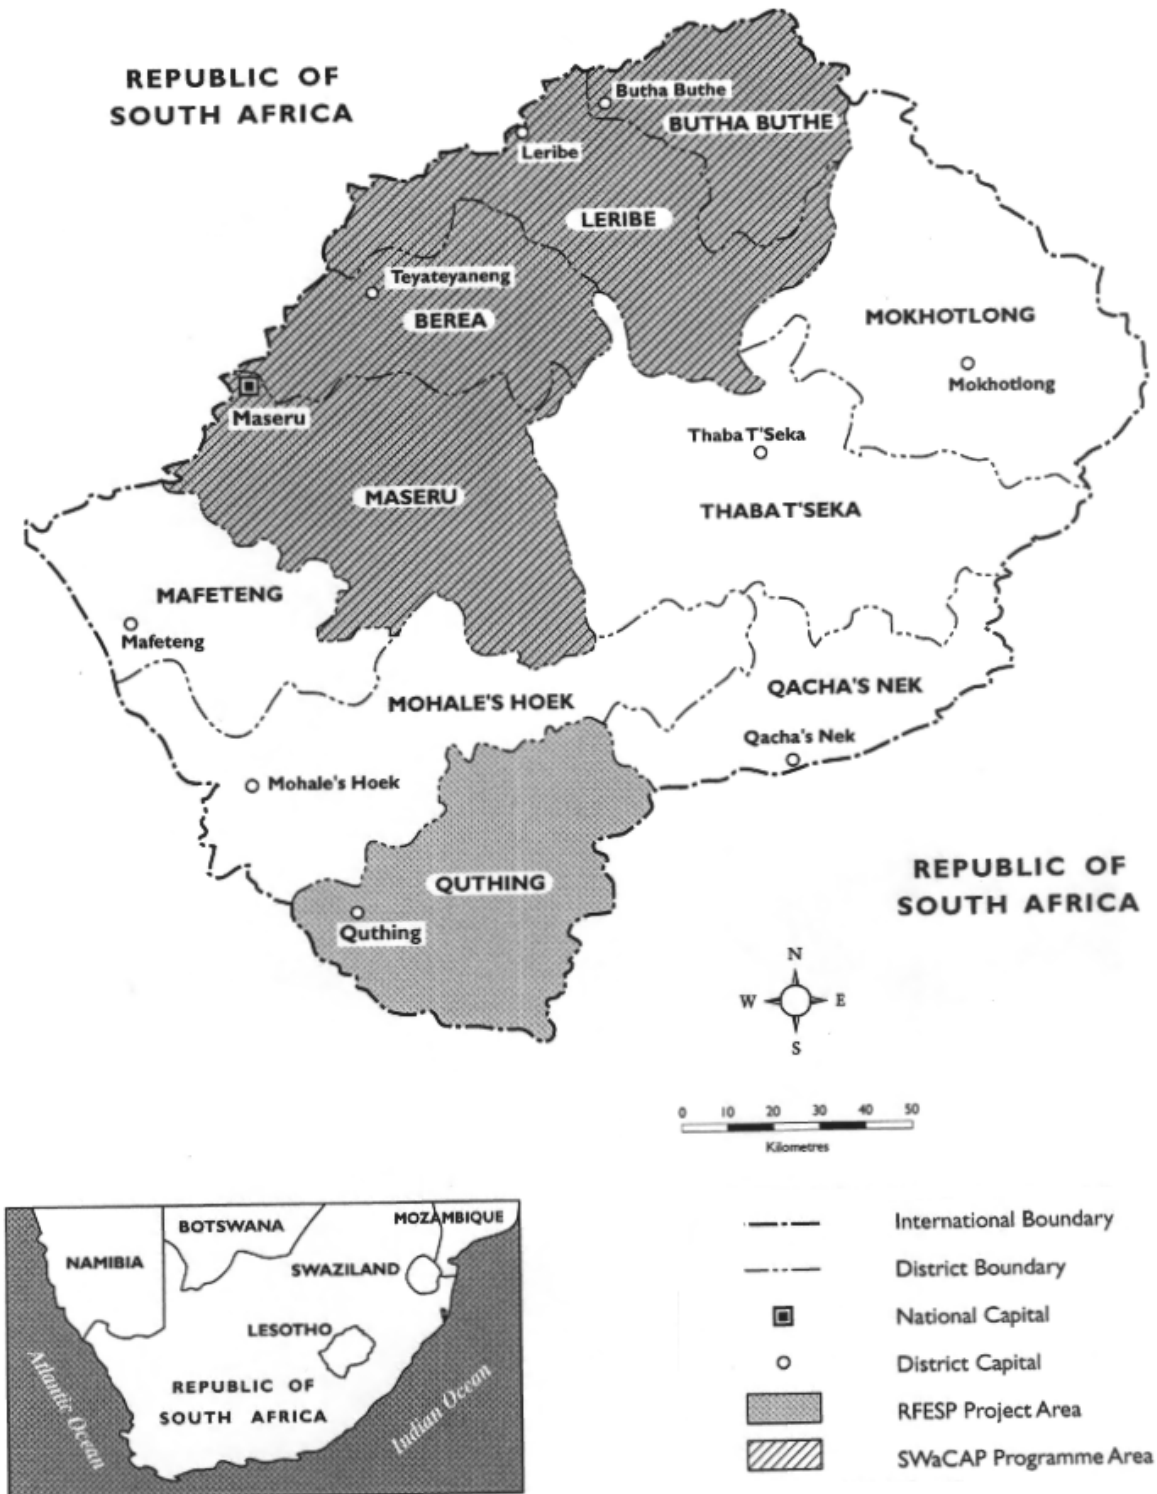 REPUBLIC OF
SOUTH AFRICA
Butha Buthe
BUTHA BUTHE
Leribe
LERIBE
Teyateyaneng
BEREA
MOKHOTLONG
Mokhotlong
Maseru
MASERU
Thaba T'Seka
THABA T'SEKA
MAFETENG
Mafeteng
MOHALE'S HOEK
QACHA'S NEK
Qacha's Nek
Mohale's Hoek
QUTHING
Quthing
REPUBLIC OF
SOUTH AFRICA
N
W E
S
0 10 20 30 40 50
Kilometres
NAMIBIA
BOTSWANA
MOZAMBIQUE
SWAZILAND
LESOTHO
REPUBLIC OF
SOUTH AFRICA
Atlantic Ocean
Indian Ocean
International Boundary
District Boundary
National Capital
District Capital
RFESP Project Area
SWaCAP Programme Area